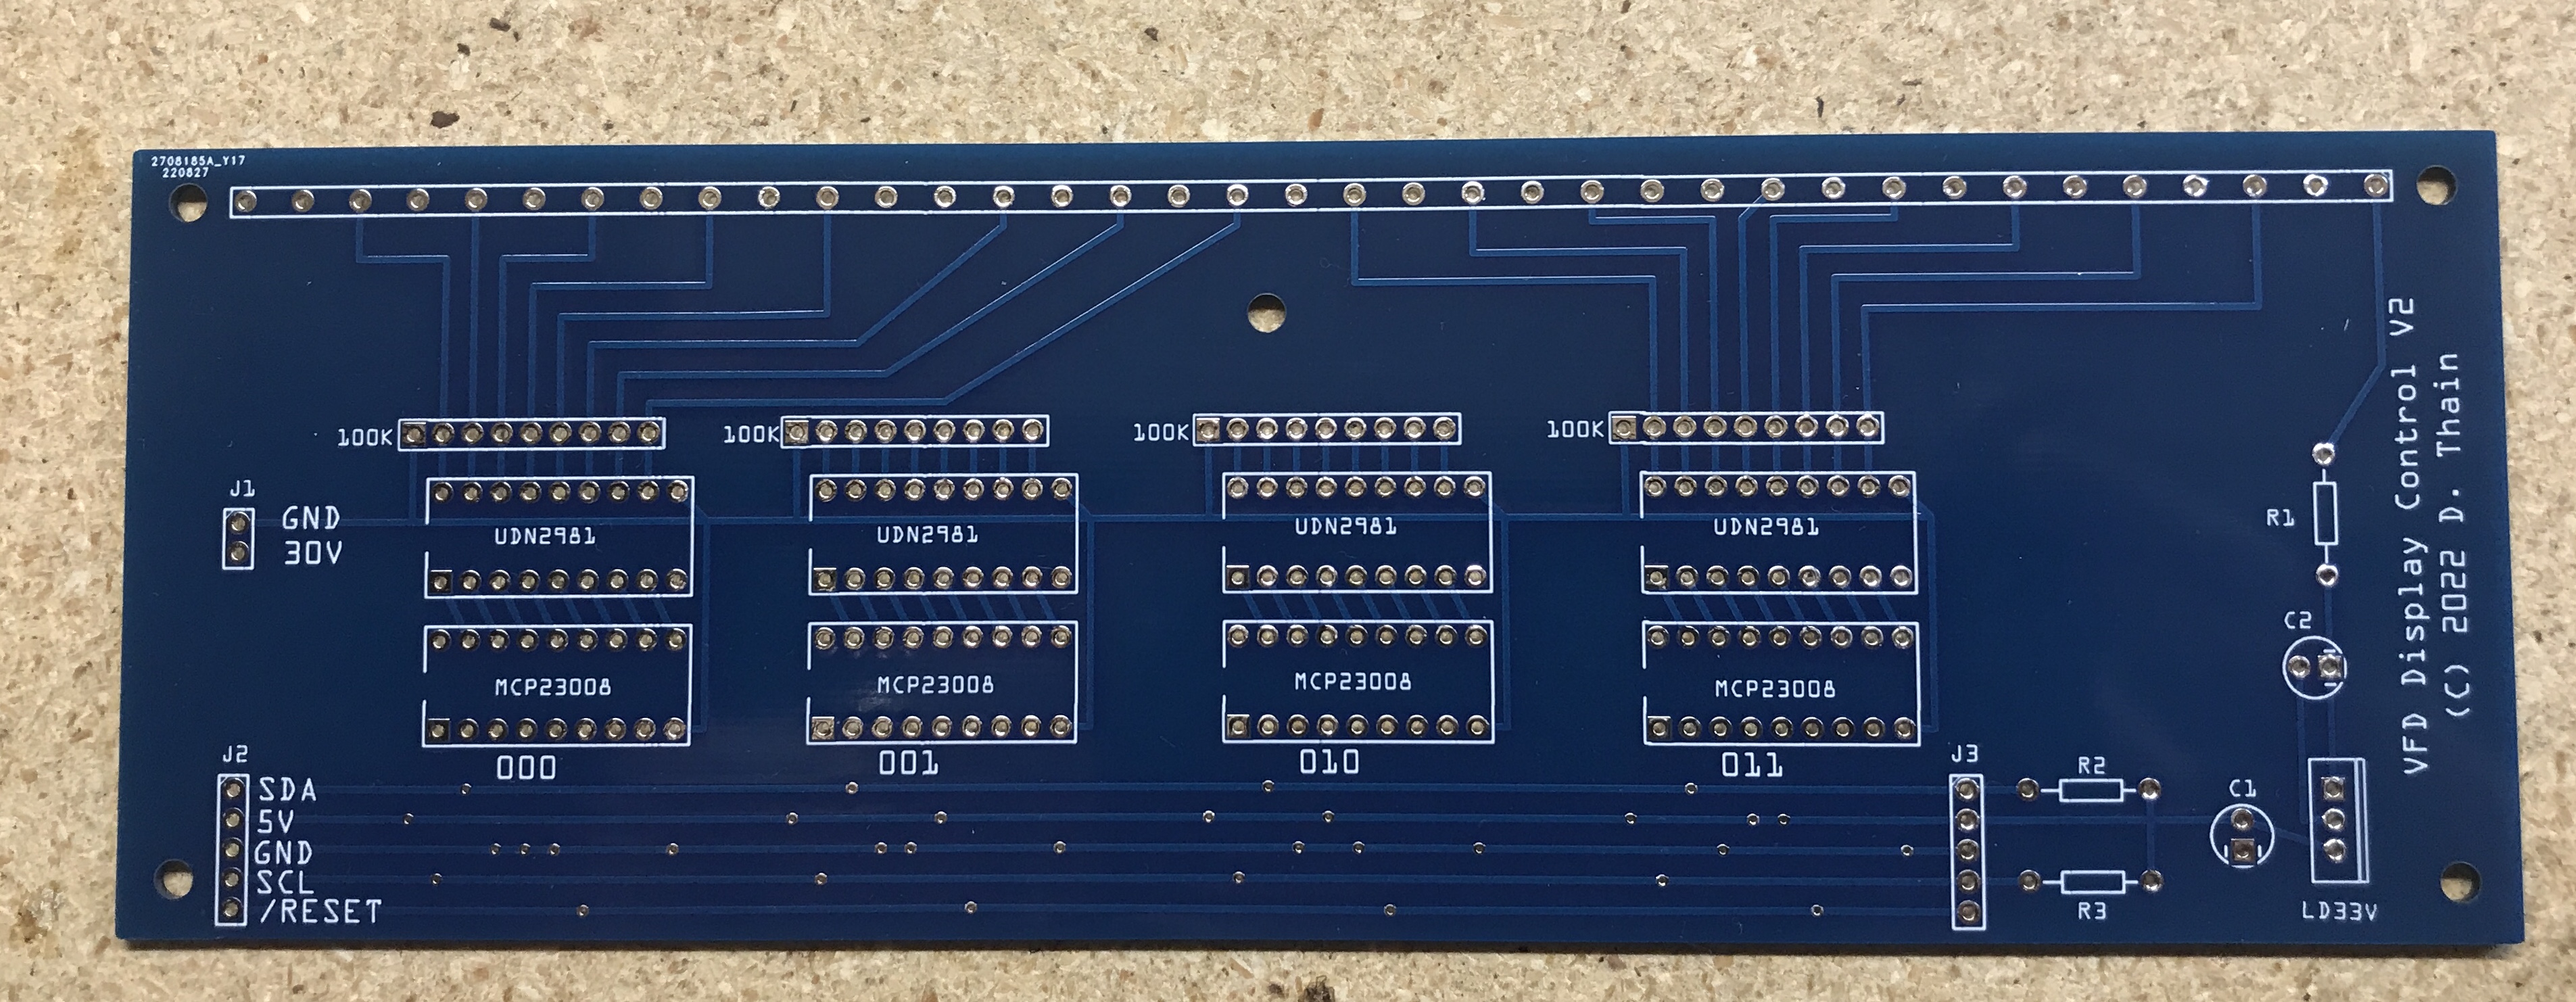 2708185A_Y17
220827
100K
100K
100K
100K
J1
GND
30V
UDN2981
UDN2981
UDN2981
UDN2981
R1
MCP23008
MCP23008
MCP23008
MCP23008
C2
000
001
010
011
J2
SDA
5V
GND
SCL
/RESET
J3
R2
R3
C1
LD33V
VFD Display Control V2
(C) 2022 D. Thain